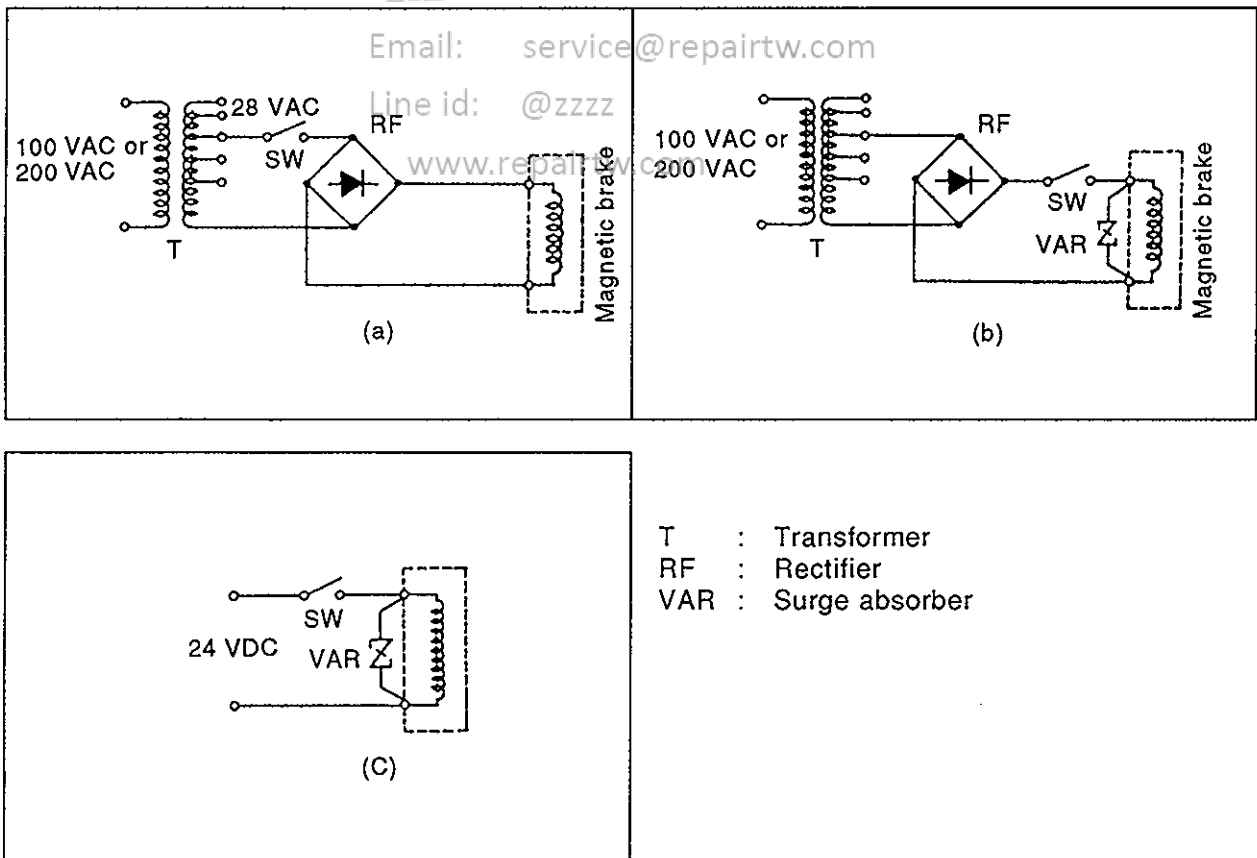 Email: service@repairtw.com
Line id: @zzzz
www.repairtw.com
28 VAC
RF
100 VAC or
200 VAC
SW
T
Magnetic brake
(a)
RF
100 VAC or
200 VAC
SW
VAR
T
Magnetic brake
(b)
SW
24 VDC
VAR
(C)
T : Transformer
RF : Rectifier
VAR : Surge absorber